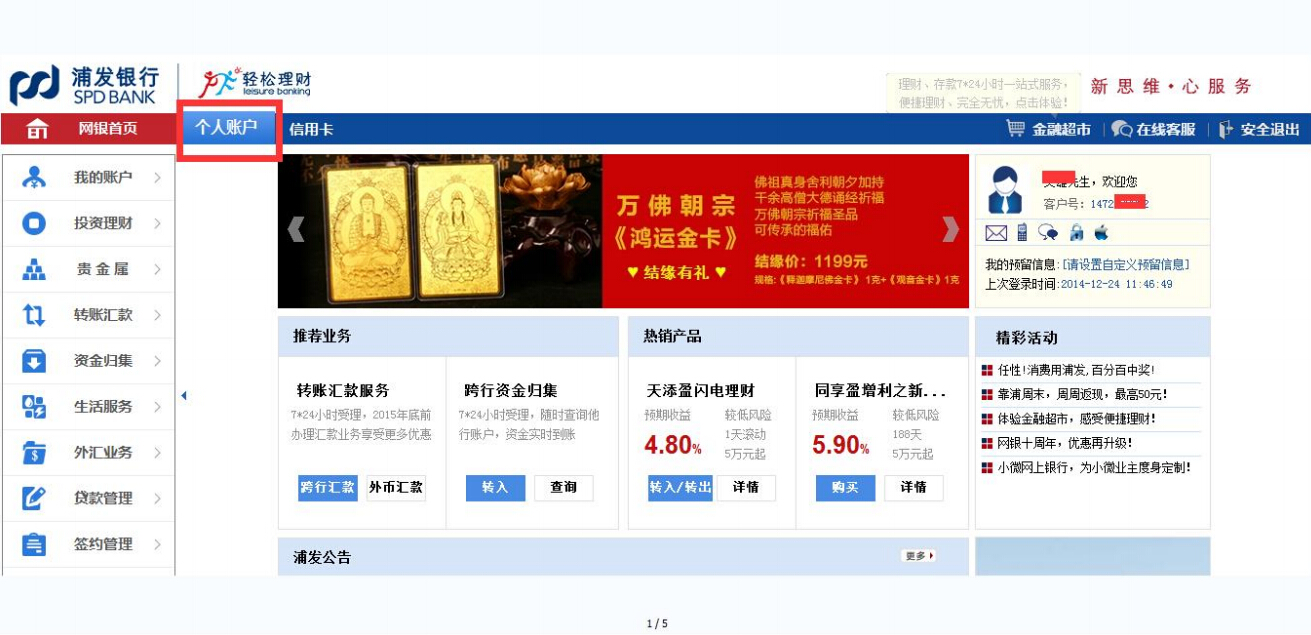 浦发银行
SPD BANK
轻松理财
leisure banking
理财、存款7*24小时一站式服务，
便捷理财、完全无忧，点击体验!
新思维·心服务
网银首页
个人账户
信用卡
金融超市
在线客服
安全退出
我的账户
投资理财
贵金属
转账汇款
资金归集
生活服务
外汇业务
贷款管理
签约管理
万佛朝宗
《鸿运金卡》
♥结缘有礼♥
佛祖真身舍利朝夕加持
千余高僧大德诵经祈福
万佛朝宗祈福圣品
可传承的福佑
结缘价：1199元
规格:《释迦摩尼佛金卡》1克+《观音金卡》1克
先生，欢迎您
客户号：1472 2
我的预留信息:[请设置自定义预留信息]
上次登录时间:2014-12-24 11:46:49
推荐业务
转账汇款服务
7*24小时受理，2015年底前
办理汇款业务享受更多优惠
跨行汇款
外币汇款
跨行资金归集
7*24小时受理，随时查询他
行账户，资金实时到账
转入
查询
热销产品
天添盈闪电理财
预期收益
较低风险
4.80%
1天滚动
5万元起
转入/转出
详情
同享盈增利之新...
预期收益
较低风险
5.90%
188天
5万元起
购买
详情
精彩活动
任性!消费用浦发,百分百中奖!
靠浦周末，周周返现，最高50元!
体验金融超市，感受便捷理财!
网银十周年，优惠再升级!
小微网上银行，为小微业主度身定制!
浦发公告
更多
1/5